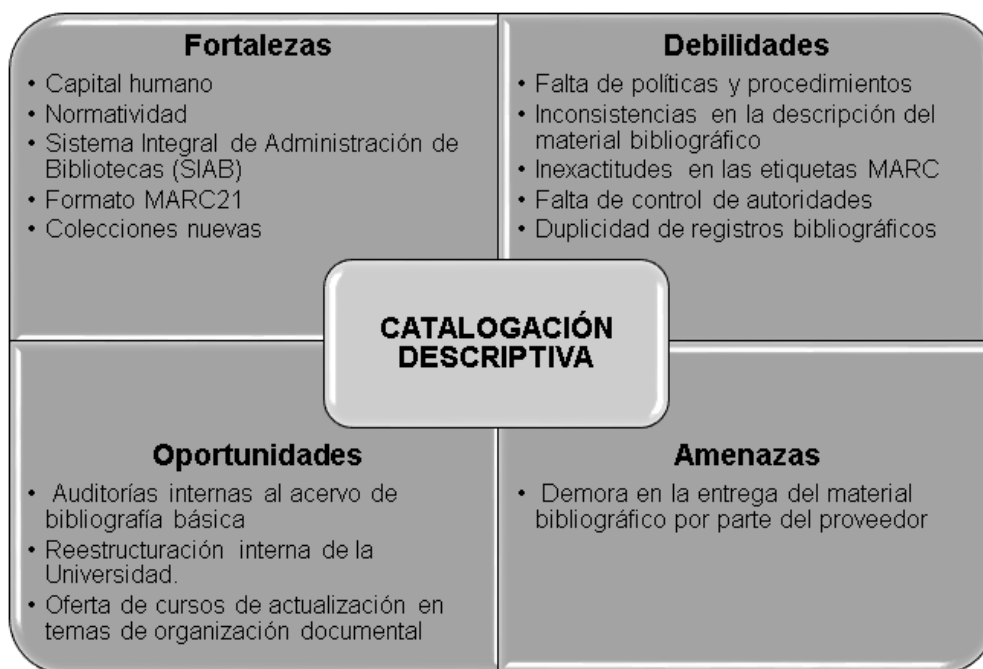 Fortalezas
• Capital humano
• Normatividad
• Sistema Integral de Administración de
Bibliotecas (SIAB)
• Formato MARC21
• Colecciones nuevas
Debilidades
• Falta de políticas y procedimientos
• Inconsistencias en la descripción del
material bibliográfico
• Inexactitudes en las etiquetas MARC
• Falta de control de autoridades
• Duplicidad de registros bibliográficos
CATALOGACIÓN
DESCRIPTIVA
Oportunidades
• Auditorías internas al acervo de
bibliografía básica
• Reestructuración interna de la
Universidad.
• Oferta de cursos de actualización en
temas de organización documental
Amenazas
• Demora en la entrega del material
bibliográfico por parte del proveedor